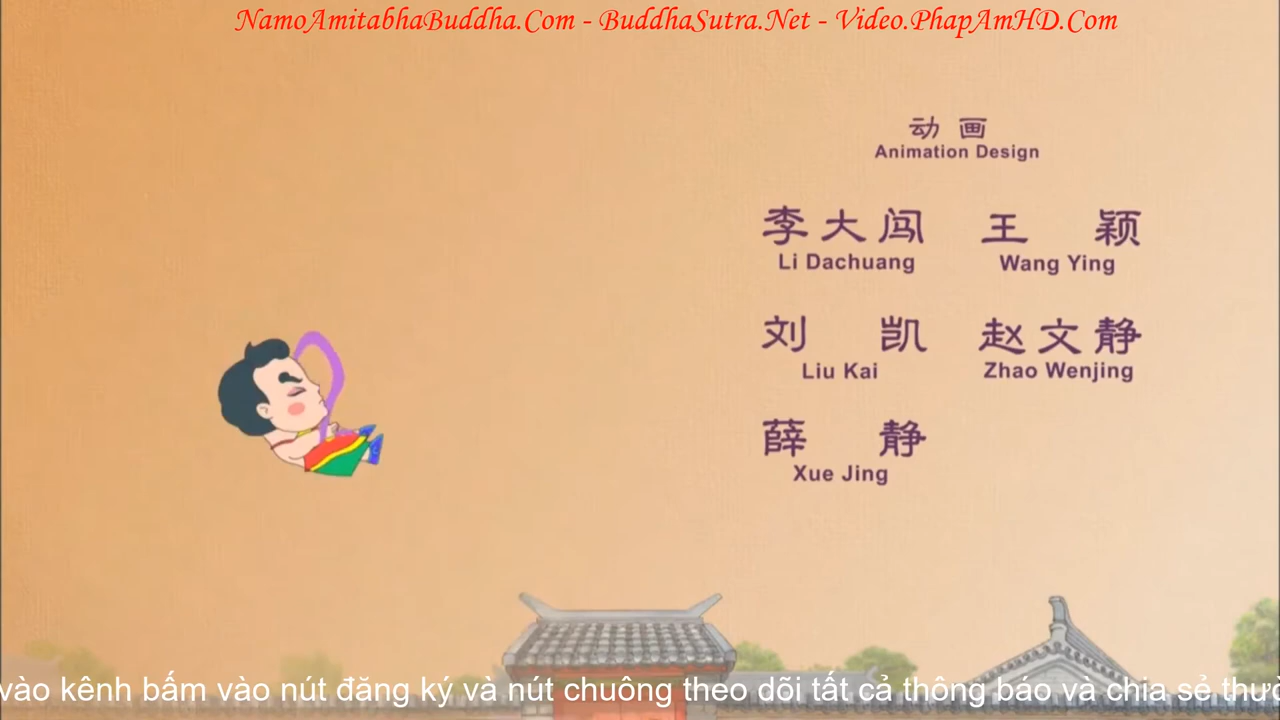 NamoAmitabhaBuddha.Com - BuddhaSutra.Net - Video.PhapAmHD.Com
动 画
Animation Design
李大闯 王 颖
Li Dachuang Wang Ying
刘 凯 赵文静
Liu Kai Zhao Wenjing
薛 静
Xue Jing
vào kênh bấm vào nút đăng ký và nút chuông theo dõi tất cả thông báo và chia sẻ